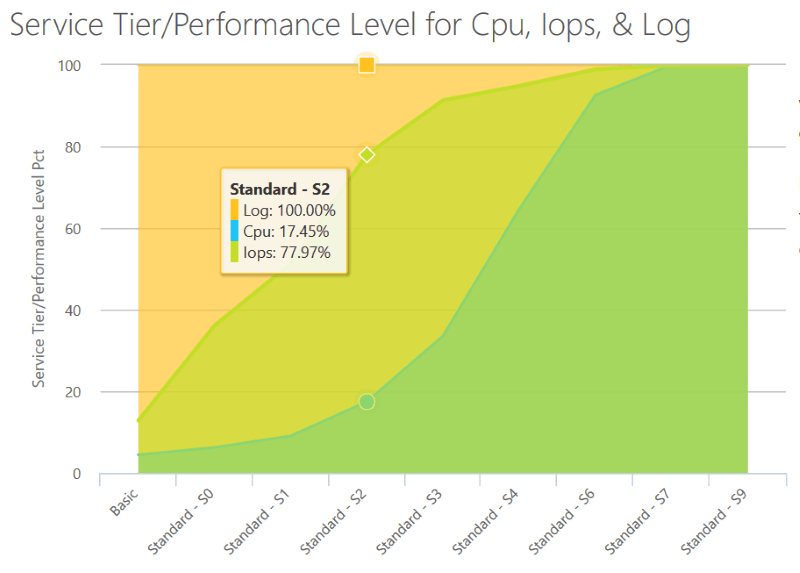 Service Tier/Performance Level for Cpu, Iops, & Log
Service Tier/Performance Level Pct
100
80
60
40
20
0
Standard - S2
Log: 100.00%
Cpu: 17.45%
Iops: 77.97%
Basic
Standard - S0
Standard - S1
Standard - S2
Standard - S3
Standard - S4
Standard - S6
Standard - S7
Standard - S9